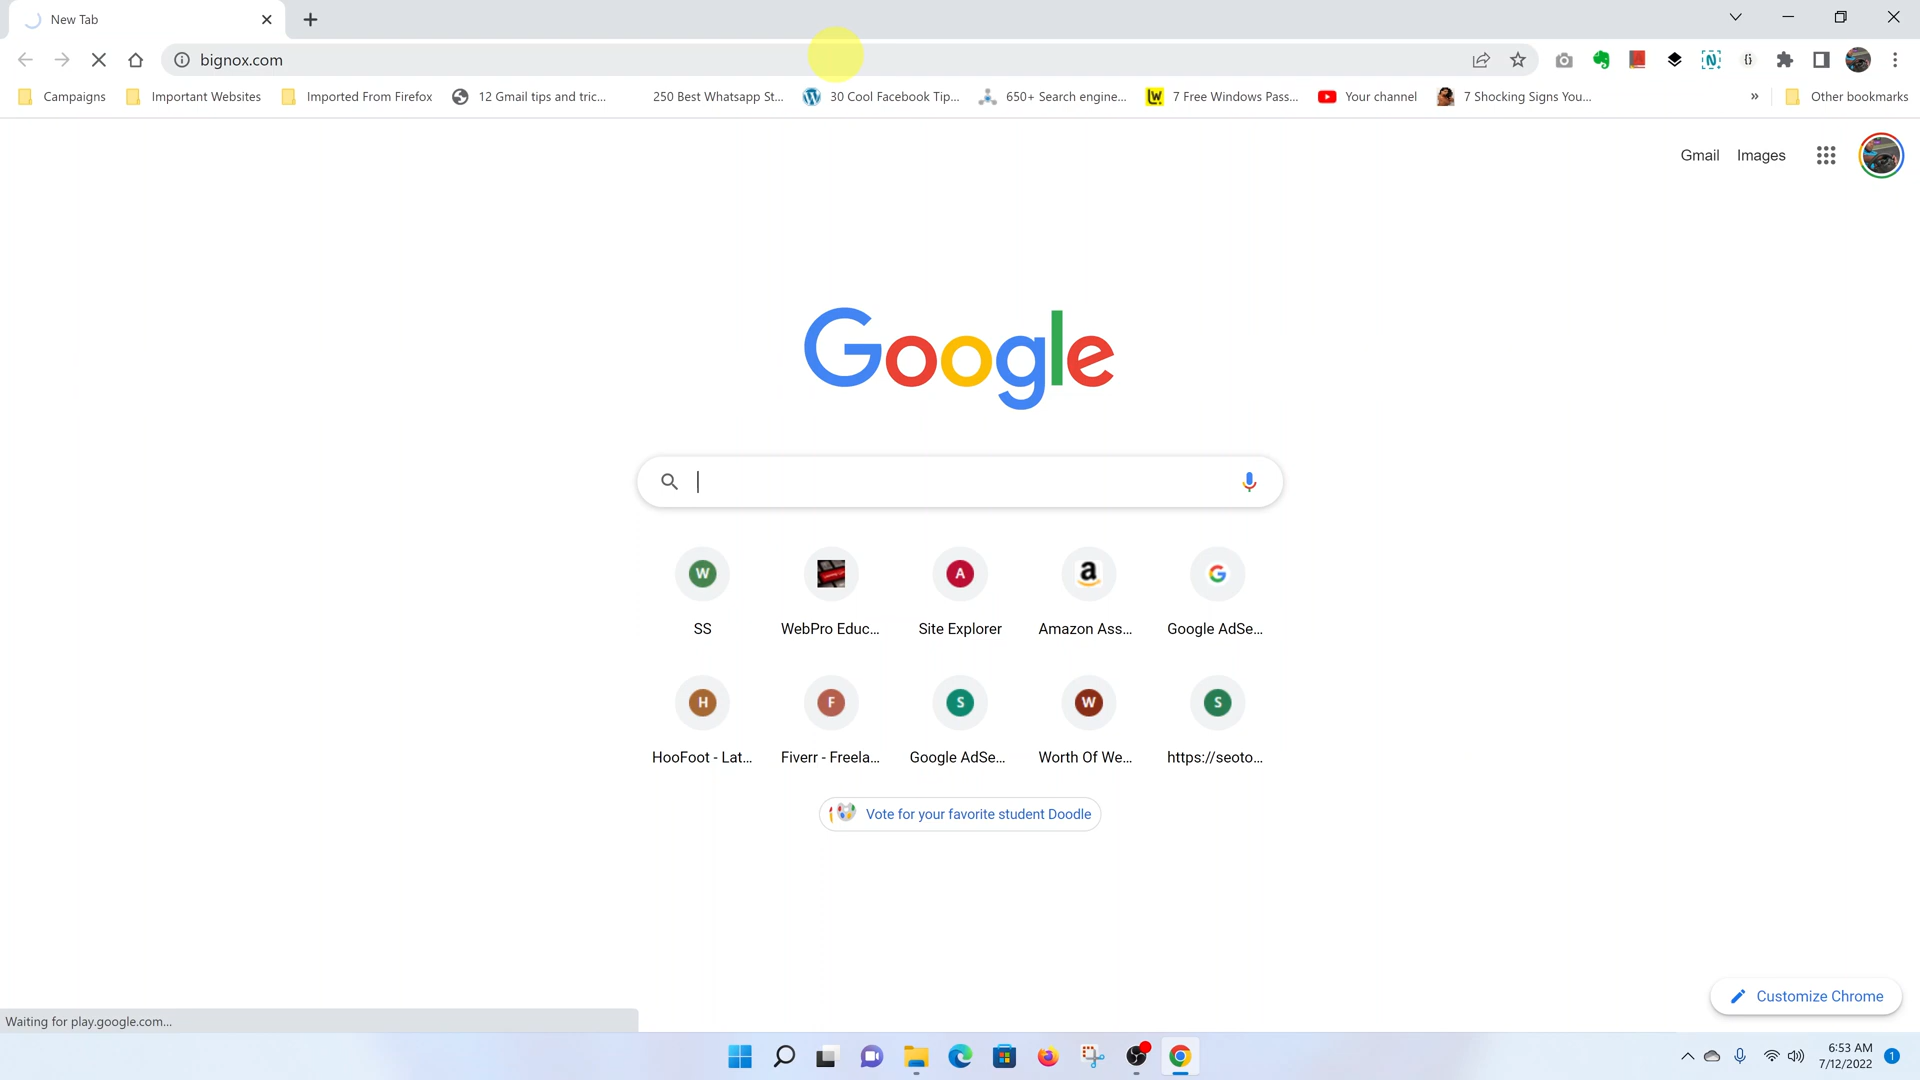 New Tab
bignox.com
Campaigns
Important Websites
Imported From Firefox
12 Gmail tips and tric...
250 Best Whatsapp St...
30 Cool Facebook Tip...
650+ Search engine...
7 Free Windows Pass...
Your channel
7 Shocking Signs You...
»
Other bookmarks
Gmail
Images
Google
W
A
a
G
SS
WebPro Educ...
Site Explorer
Amazon Ass...
Google AdSe...
H
F
S
W
S
HooFoot - Lat...
Fiverr - Freela...
Google AdSe...
Worth Of We...
https://seoto...
Vote for your favorite student Doodle
Customize Chrome
Waiting for play.google.com...
6:53 AM
7/12/2022
1